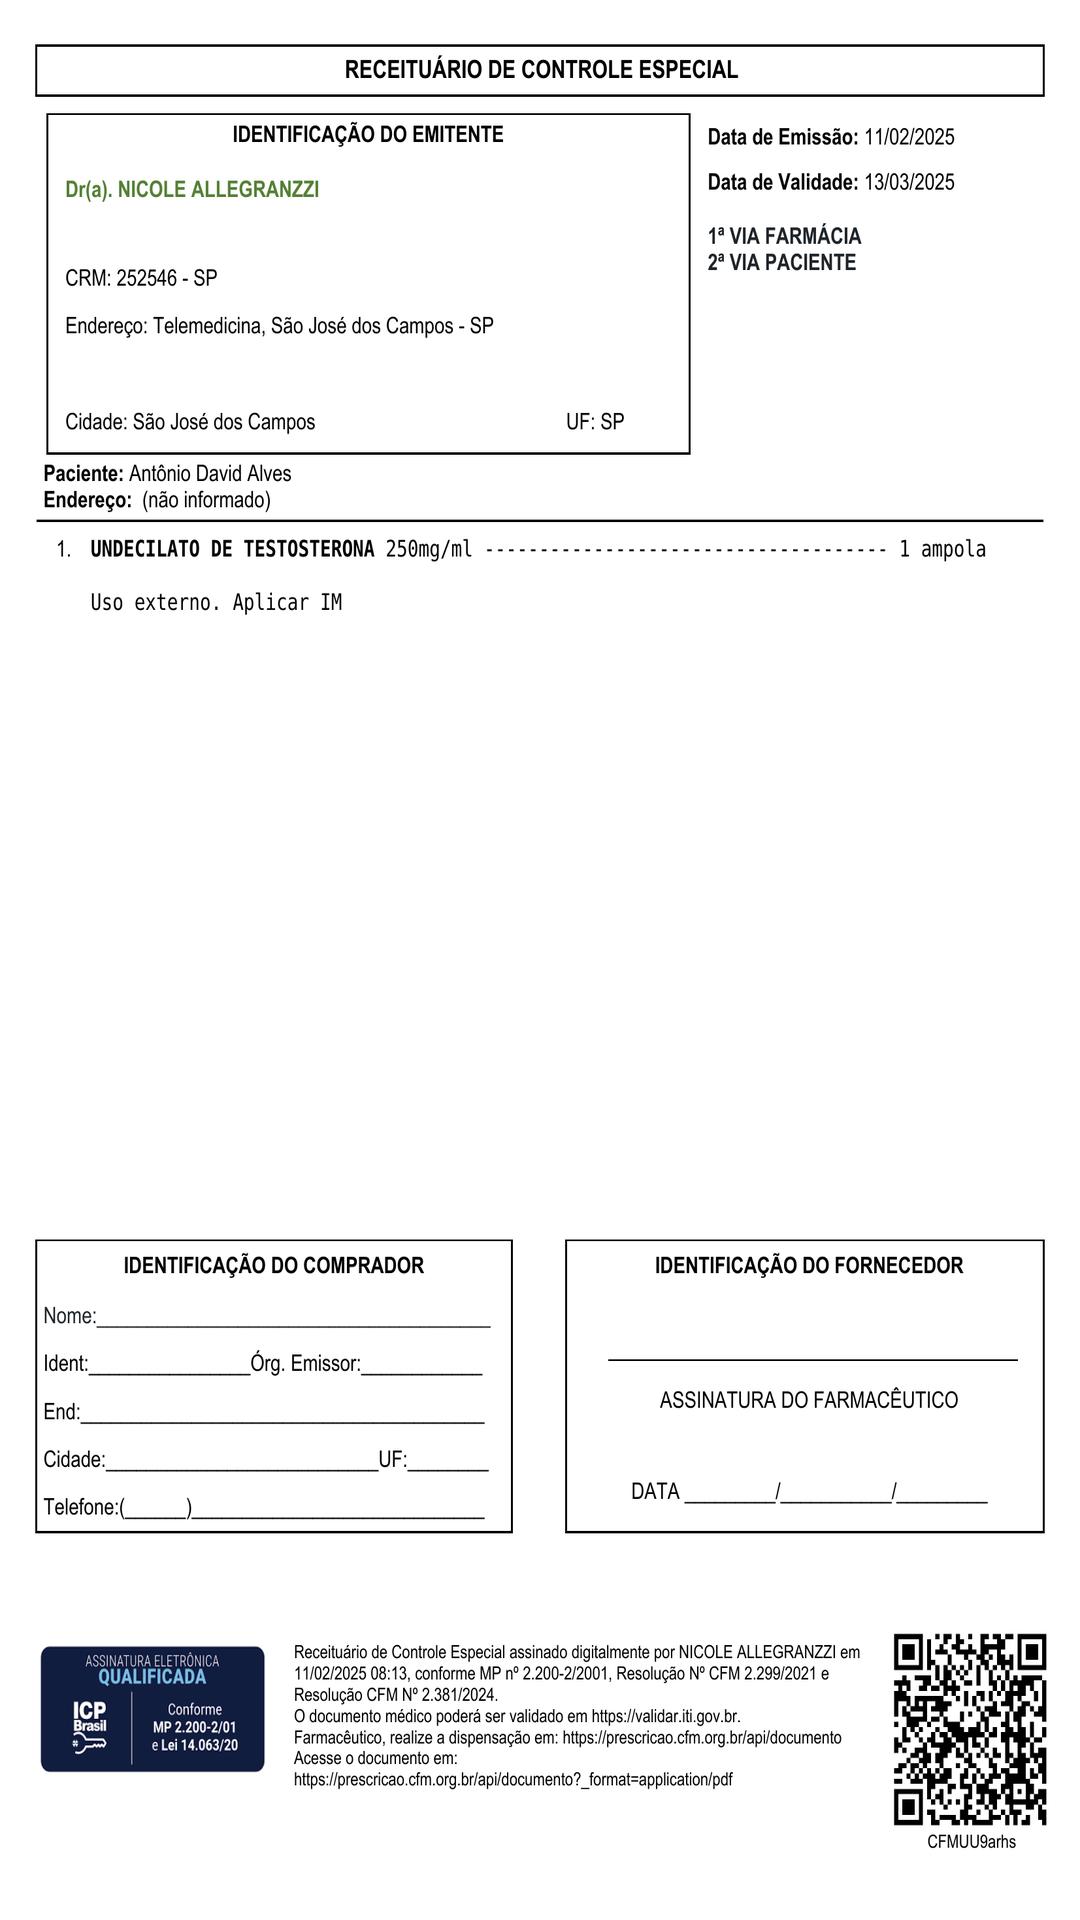 RECEITUÁRIO DE CONTROLE ESPECIAL
IDENTIFICAÇÃO DO EMITENTE
Dr(a). NICOLE ALLEGRANZZI
CRM: 252546 - SP
Endereço: Telemedicina, São José dos Campos - SP
Cidade: São José dos Campos UF: SP
Data de Emissão: 11/02/2025
Data de Validade: 13/03/2025
1ª VIA FARMÁCIA
2ª VIA PACIENTE
Paciente: Antônio David Alves
Endereço: (não informado)
1. UNDECILATO DE TESTOSTERONA 250mg/ml ------------------------------------- 1 ampola
Uso externo. Aplicar IM
IDENTIFICAÇÃO DO COMPRADOR
Nome:_______________________________________
Ident:________________Órg. Emissor:____________
End:________________________________________
Cidade:___________________________UF:________
Telefone:(______)_____________________________
IDENTIFICAÇÃO DO FORNECEDOR
ASSINATURA DO FARMACÊUTICO
DATA _________/___________/_________
ASSINATURA ELETRÔNICA
QUALIFICADA
ICP
Brasil
Conforme
MP 2.200-2/01
e Lei 14.063/20
Receituário de Controle Especial assinado digitalmente por NICOLE ALLEGRANZZI em
11/02/2025 08:13, conforme MP nº 2.200-2/2001, Resolução Nº CFM 2.299/2021 e
Resolução CFM Nº 2.381/2024.
O documento médico poderá ser validado em https://validar.iti.gov.br.
Farmacêutico, realize a dispensação em: https://prescricao.cfm.org.br/api/documento
Acesse o documento em:
https://prescricao.cfm.org.br/api/documento?_format=application/pdf
CFMUU9arhs